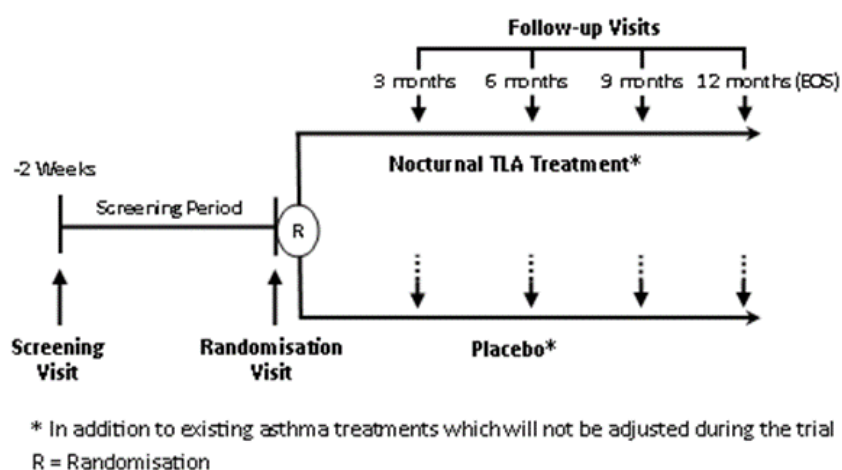 Follow-up Visits
3 months 6 months 9 months 12 months (EOS)
Nocturnal TLA Treatment*
-2 Weeks
Screening Period
R
Screening
Visit
Randomisation
Visit
Placebo*
* In addition to existing asthma treatments which will not be adjusted during the trial
R = Randomisation